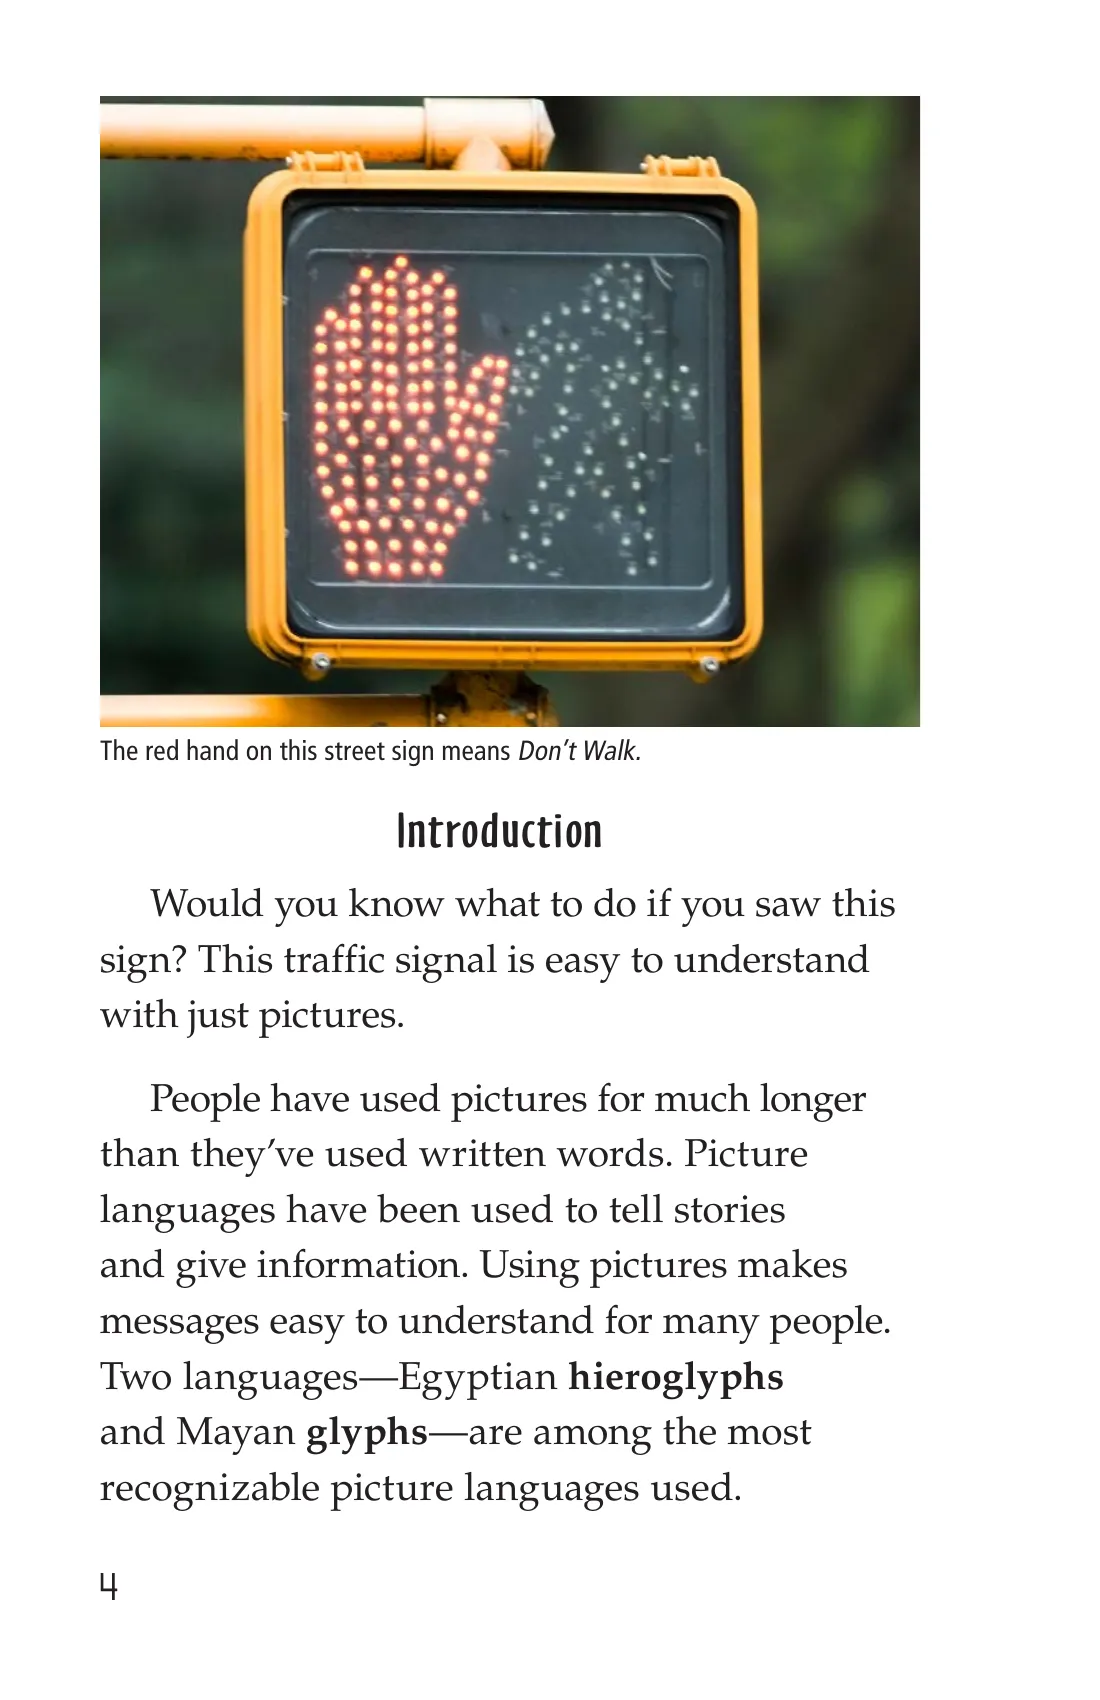 The red hand on this street sign means Don't Walk.
Introduction
Would you know what to do if you saw this
sign? This traffic signal is easy to understand
with just pictures.
People have used pictures for much longer
than they've used written words. Picture
languages have been used to tell stories
and give information. Using pictures makes
messages easy to understand for many people.
Two languages—Egyptian hieroglyphs
and Mayan glyphs—are among the most
recognizable picture languages used.
4